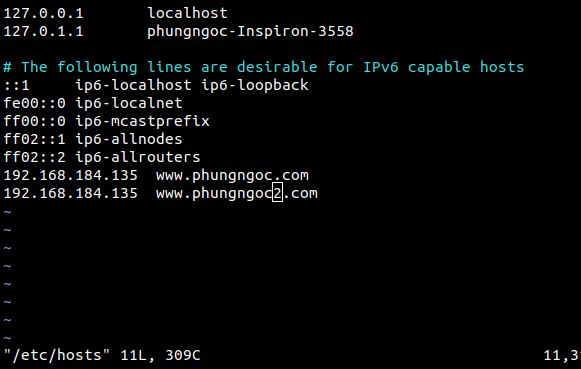 127.0.0.1       localhost
127.0.1.1       phungngoc-Inspiron-3558

# The following lines are desirable for IPv6 capable hosts
::1     ip6-localhost ip6-loopback
fe00::0 ip6-localnet
ff00::0 ip6-mcastprefix
ff02::1 ip6-allnodes
ff02::2 ip6-allrouters
192.168.184.135  www.phungngoc.com
192.168.184.135  www.phungngoc2.com
~
~
~
~
~
~
~
~
"/etc/hosts" 11L, 309C 11,3